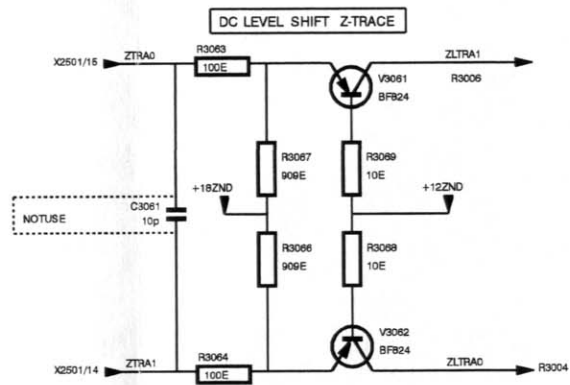 DC LEVEL SHIFT Z-TRACE
X2501/15
ZTRA0
R3063
100E
V3061
BF824
ZLTRA1
R3006
R3067
909E
R3069
10E
+18ZND
+12ZND
NOTUSE
C3061
10p
R3066
909E
R3068
10E
V3062
BF824
X2501/14
ZTRA1
R3064
100E
ZLTRA0
R3004